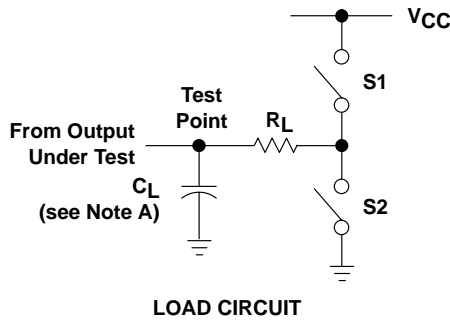 VCC
S1
Test
Point
RL
From Output
Under Test
CL
(see Note A)
S2
LOAD CIRCUIT